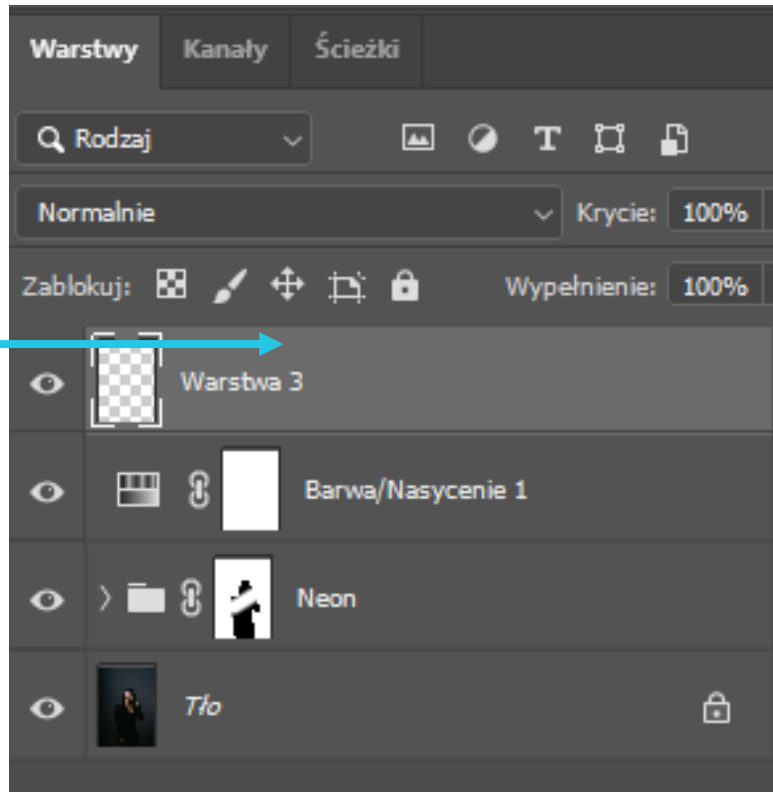 Warstwy Kanały Ścieżki
Rodzaj
Normalnie Krycie: 100%
Zablokuj: Wypełnienie: 100%
Warstwa 3
Barwa/Nasycenie 1
Neon
Tło